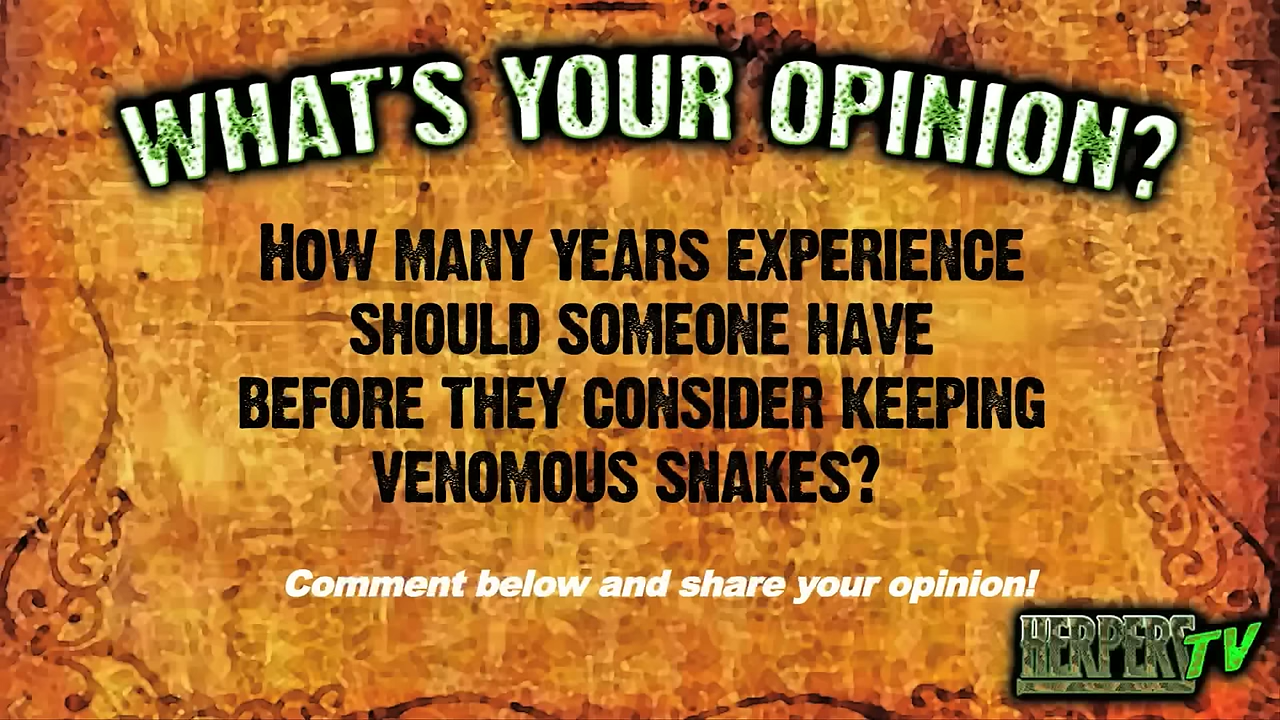 WHAT'S YOUR OPINION?
HOW MANY YEARS EXPERIENCE
SHOULD SOMEONE HAVE
BEFORE THEY CONSIDER KEEPING
VENOMOUS SNAKES?
Comment below and share your opinion!
HERPERS TV